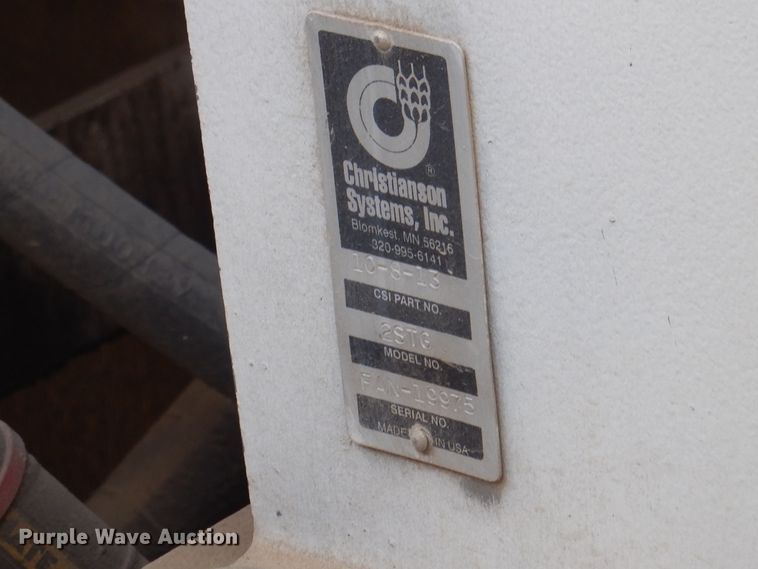 ®
Christianson
Systems, Inc.
Blomkest, MN 56216
320-995-6141
10-8-13
CSI PART NO.
2STG
MODEL NO.
FAN-19975
SERIAL NO.
MADE IN USA
Purple Wave Auction